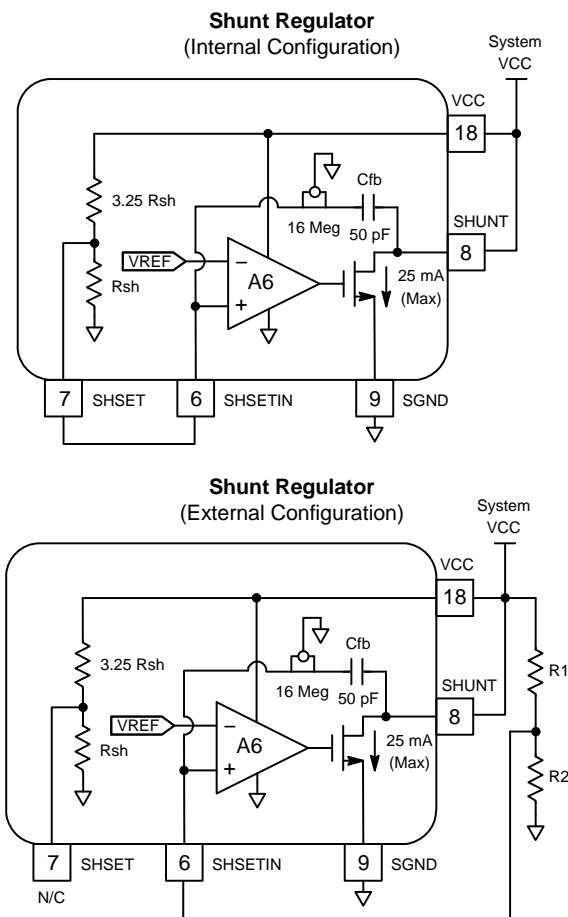 Shunt Regulator
(Internal Configuration)
System
VCC
VCC
18
3.25 Rsh
Cfb
16 Meg
50 pF
SHUNT
8
VREF
Rsh
A6
25 mA
(Max)
7
SHSET
6
SHSETIN
9
SGND
Shunt Regulator
(External Configuration)
System
VCC
VCC
18
3.25 Rsh
Cfb
R1
16 Meg
50 pF
SHUNT
8
VREF
Rsh
A6
25 mA
(Max)
R2
7
SHSET
6
SHSETIN
9
SGND
N/C